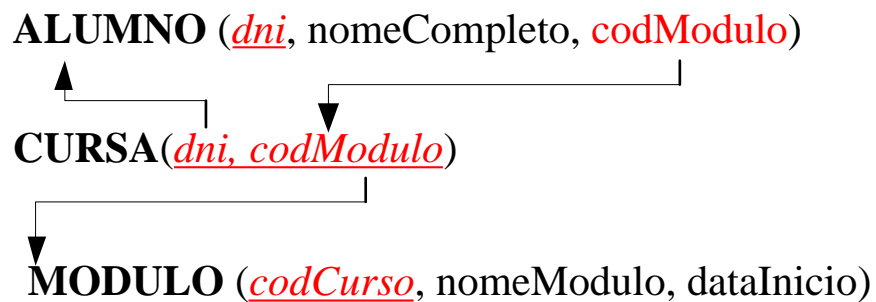 ALUMNO (dni, nomeCompleto, codModulo)
CURSA(dni, codModulo)
MODULO (codCurso, nomeModulo, dataInicio)